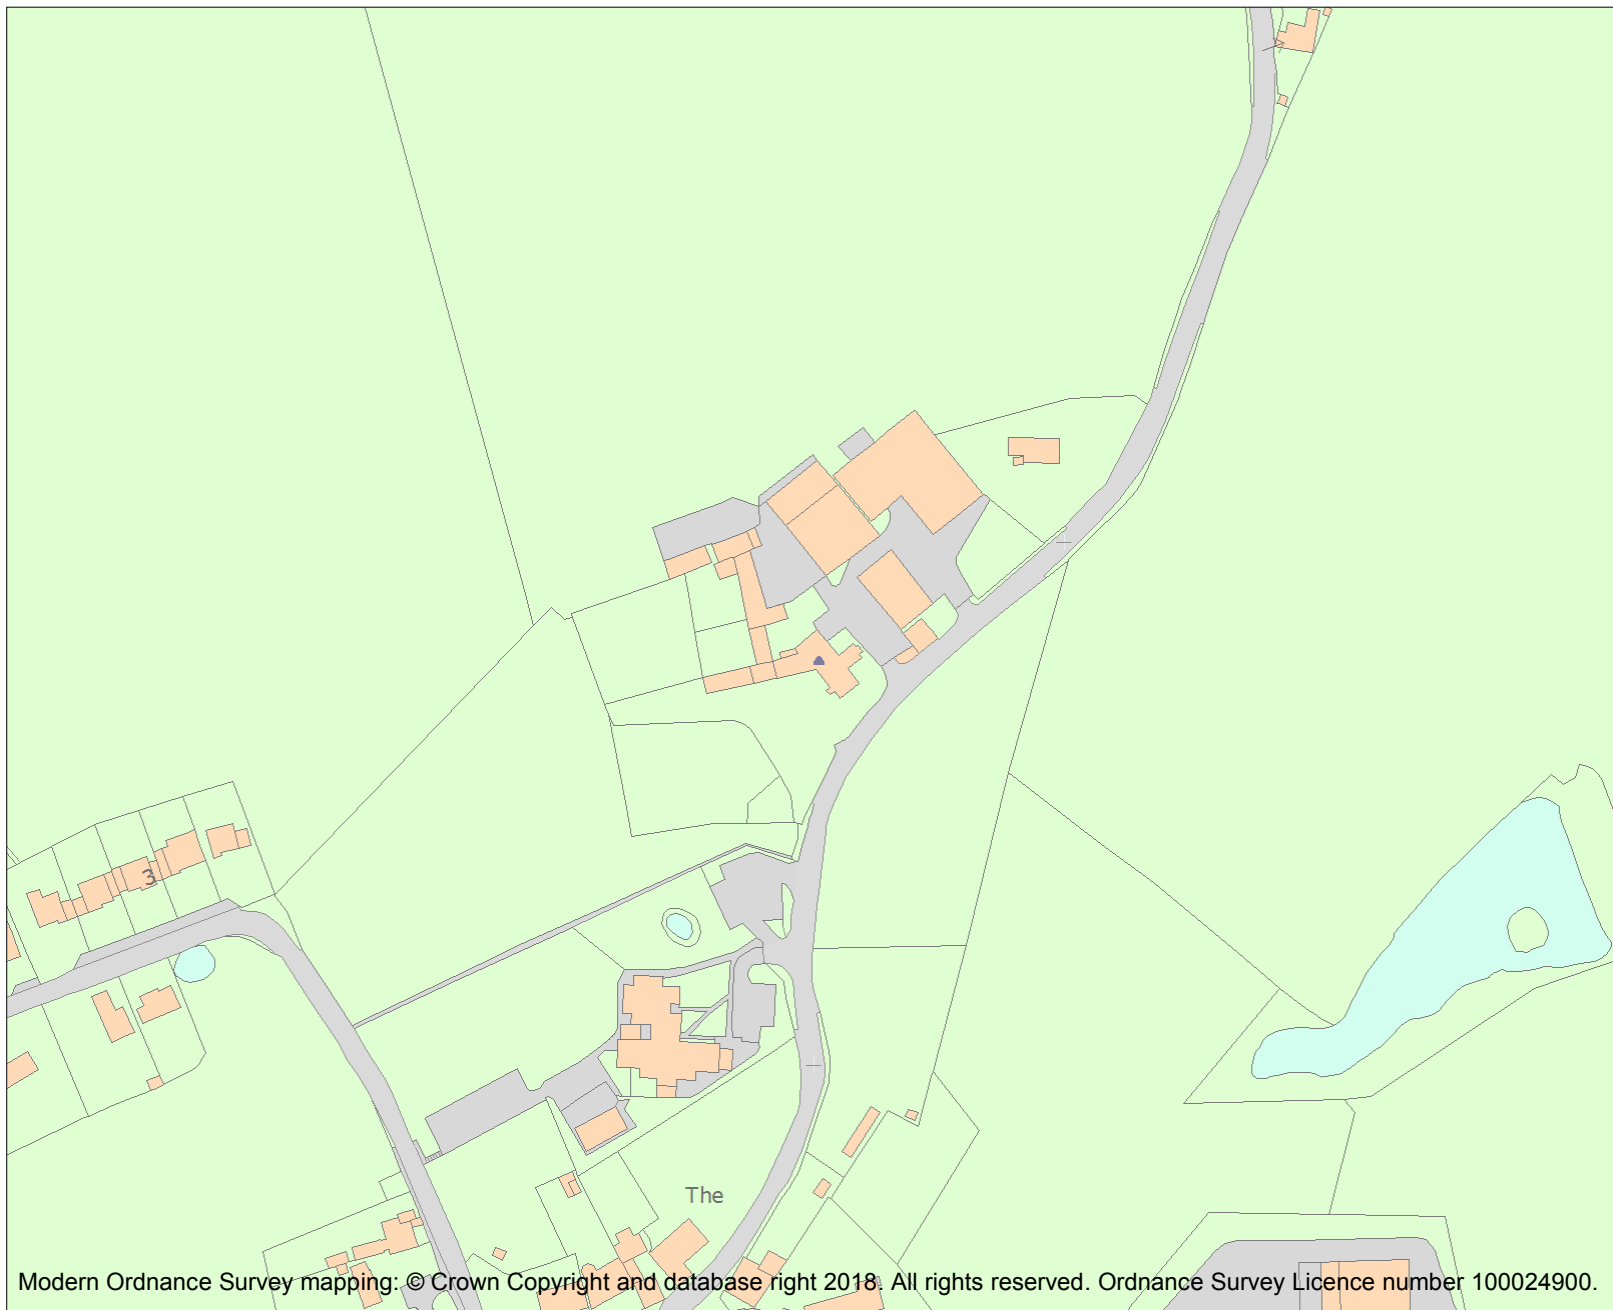 3
The
Modern Ordnance Survey mapping: © Crown Copyright and database right 2018. All rights reserved. Ordnance Survey Licence number 100024900.